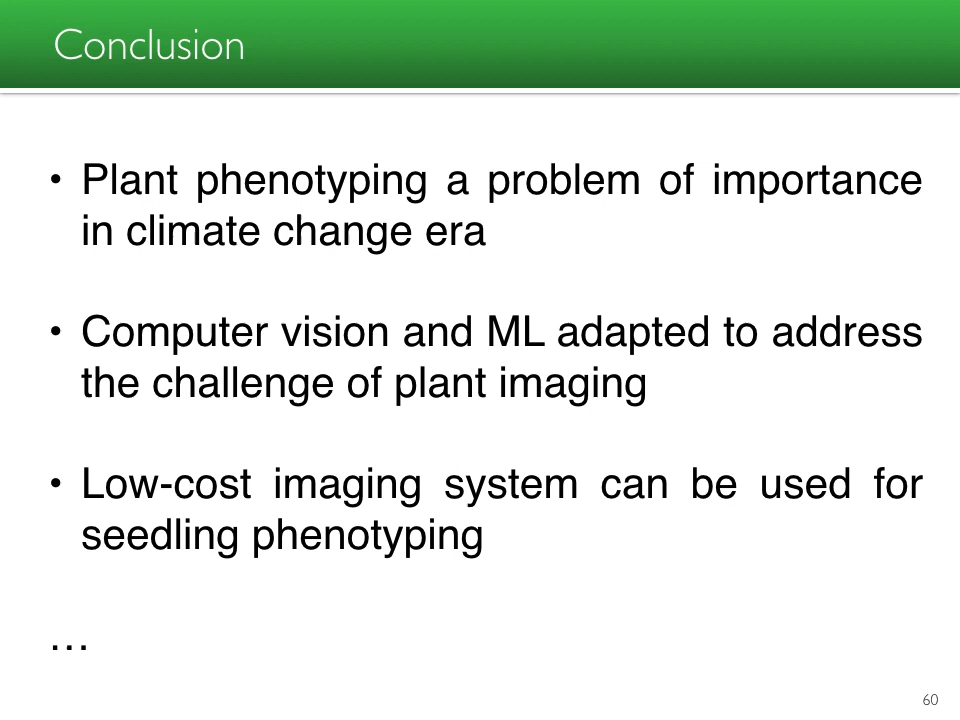 Conclusion
• Plant phenotyping a problem of importance
in climate change era
• Computer vision and ML adapted to address
the challenge of plant imaging
• Low-cost imaging system can be used for
seedling phenotyping
…
60